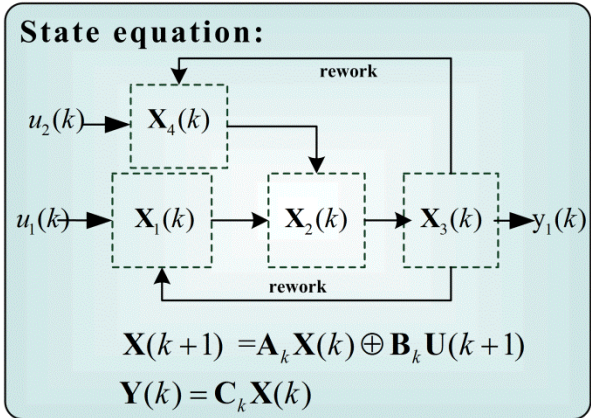 State equation:
rework
u₂(k)
X₄(k)
u₁(k)
X₁(k)
X₂(k)
X₃(k)
y₁(k)
rework
X(k+1) =AₖX(k)⊕BₖU(k+1)
Y(k)=CₖX(k)